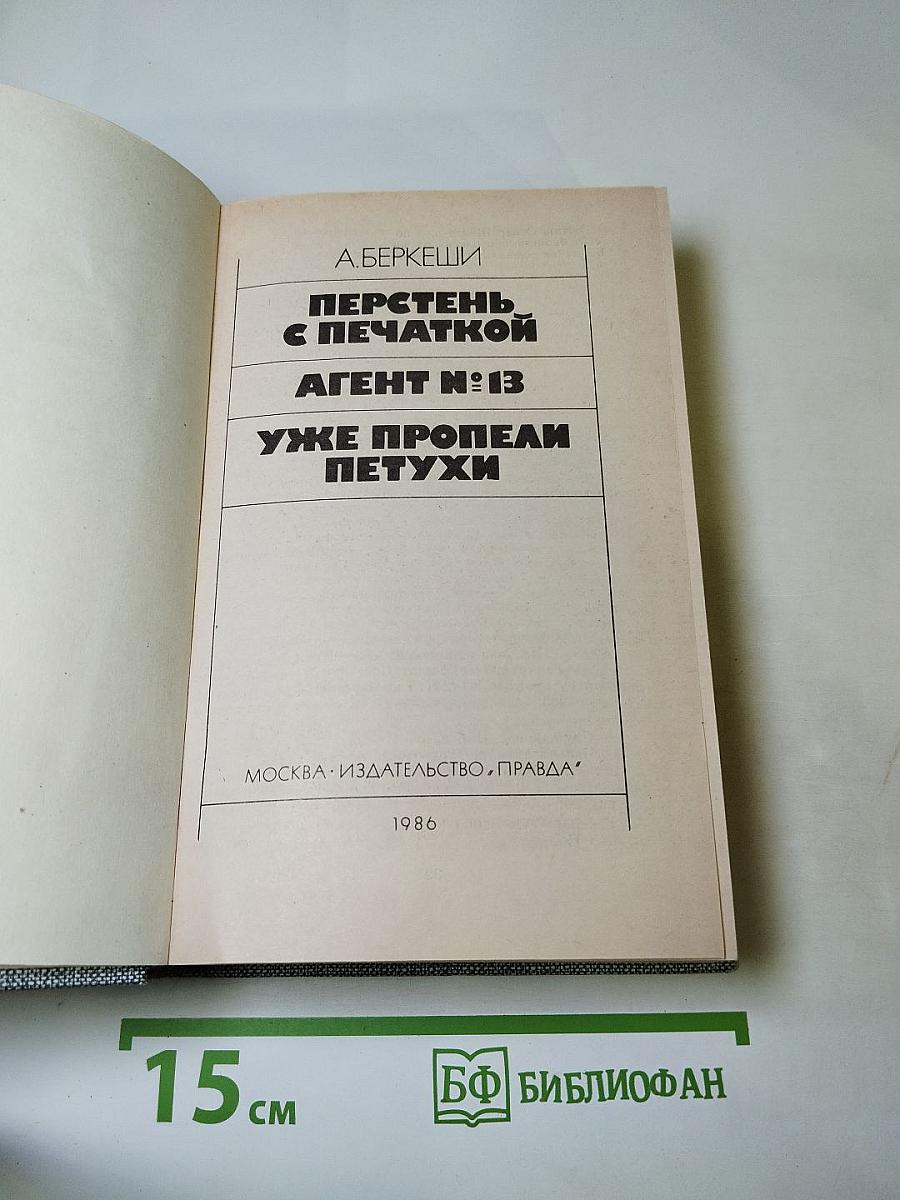 А.БЕРКЕШИ
ПЕРСТЕНЬ
С ПЕЧАТКОЙ
АГЕНТ №13
УЖЕ ПРОПЕЛИ
ПЕТУХИ
МОСКВА · ИЗДАТЕЛЬСТВО „ПРАВДА"
1986
15 см
БФ БИБЛИОФАН